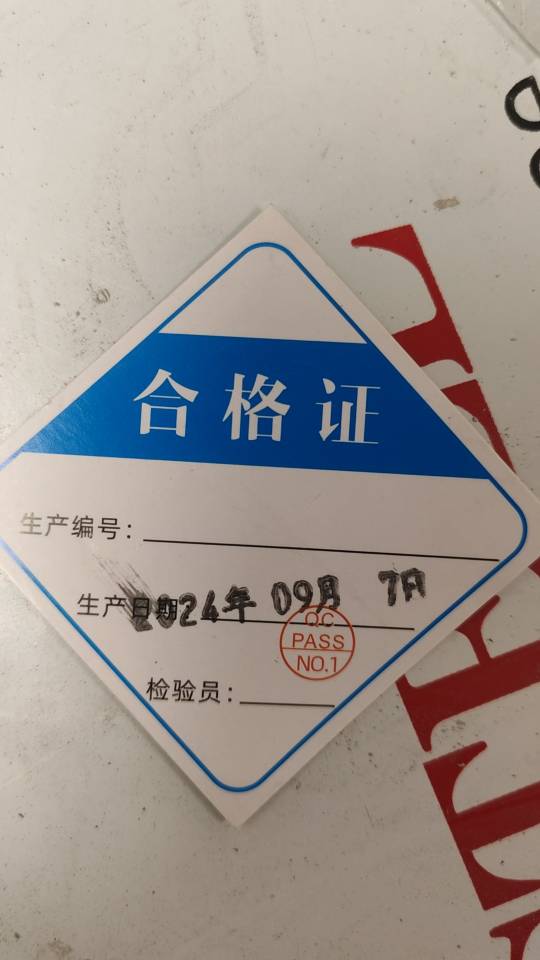 合格证
生产编号：
生产日期 2024年 09月 7日
QC
PASS
NO.1
检验员：